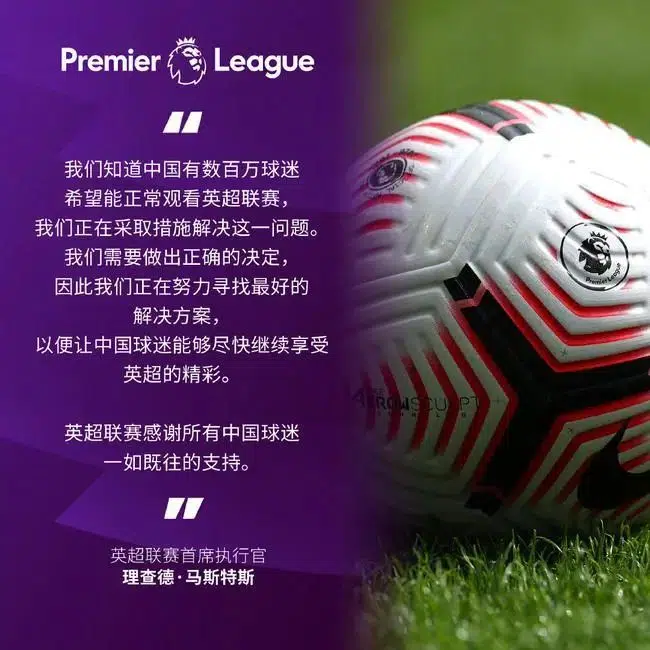 Premier League
我们知道中国有数百万球迷
希望能正常观看英超联赛，
我们正在采取措施解决这一问题。
我们需要做出正确的决定，
因此我们正在努力寻找最好的
解决方案，
以便让中国球迷能够尽快继续享受
英超的精彩。
英超联赛感谢所有中国球迷
一如既往的支持。
英超联赛首席执行官
理查德·马斯特斯
Premier League
SCULPT